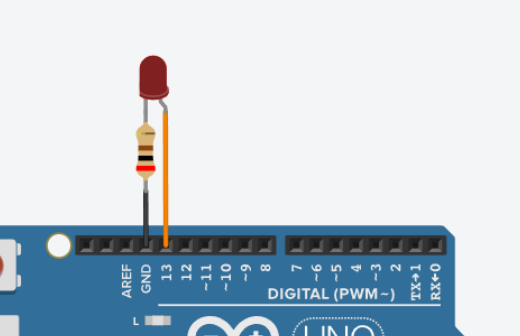 AREF
GND
13
12
~11
~10
~9
8
7
~6
~5
4
~3
2
TX→1
RX←0
DIGITAL (PWM~)
L
UNO